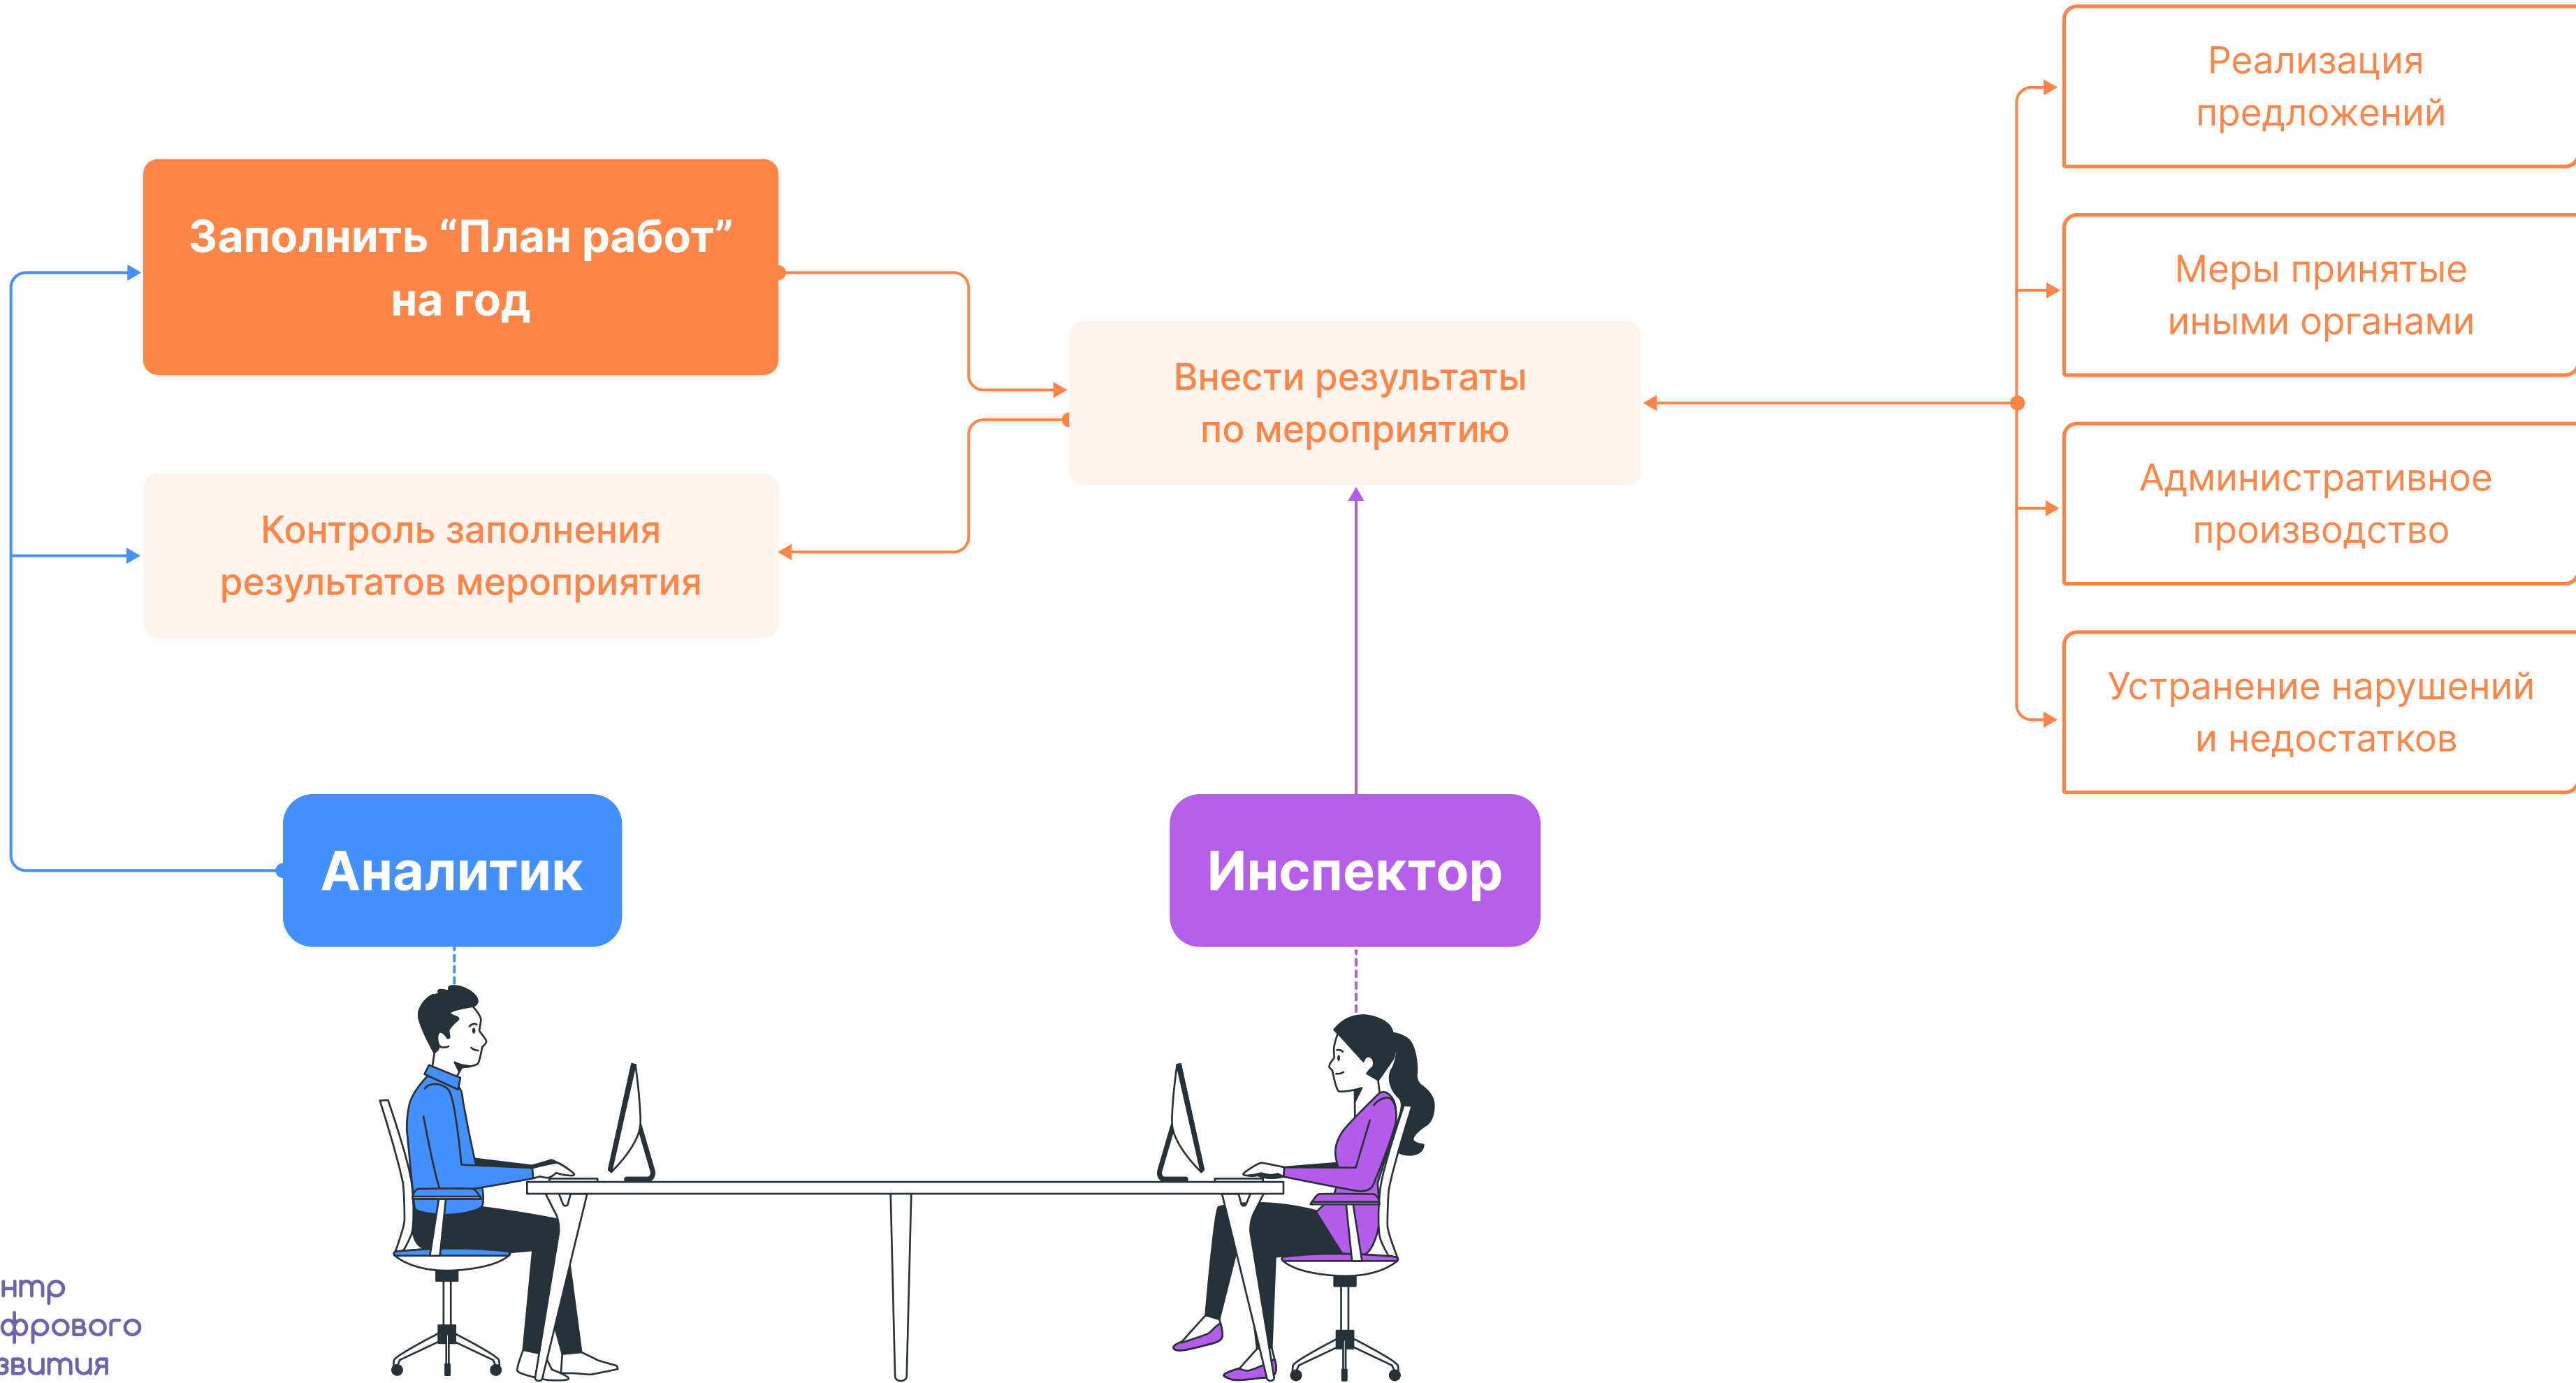 Заполнить “План работ”
на год
Контроль заполнения
результатов мероприятия
Внести результаты
по мероприятию
Реализация
предложений
Меры принятые
иными органами
Административное
производство
Устранение нарушений
и недостатков
Аналитик
Инспектор
нтр
фрового
звития